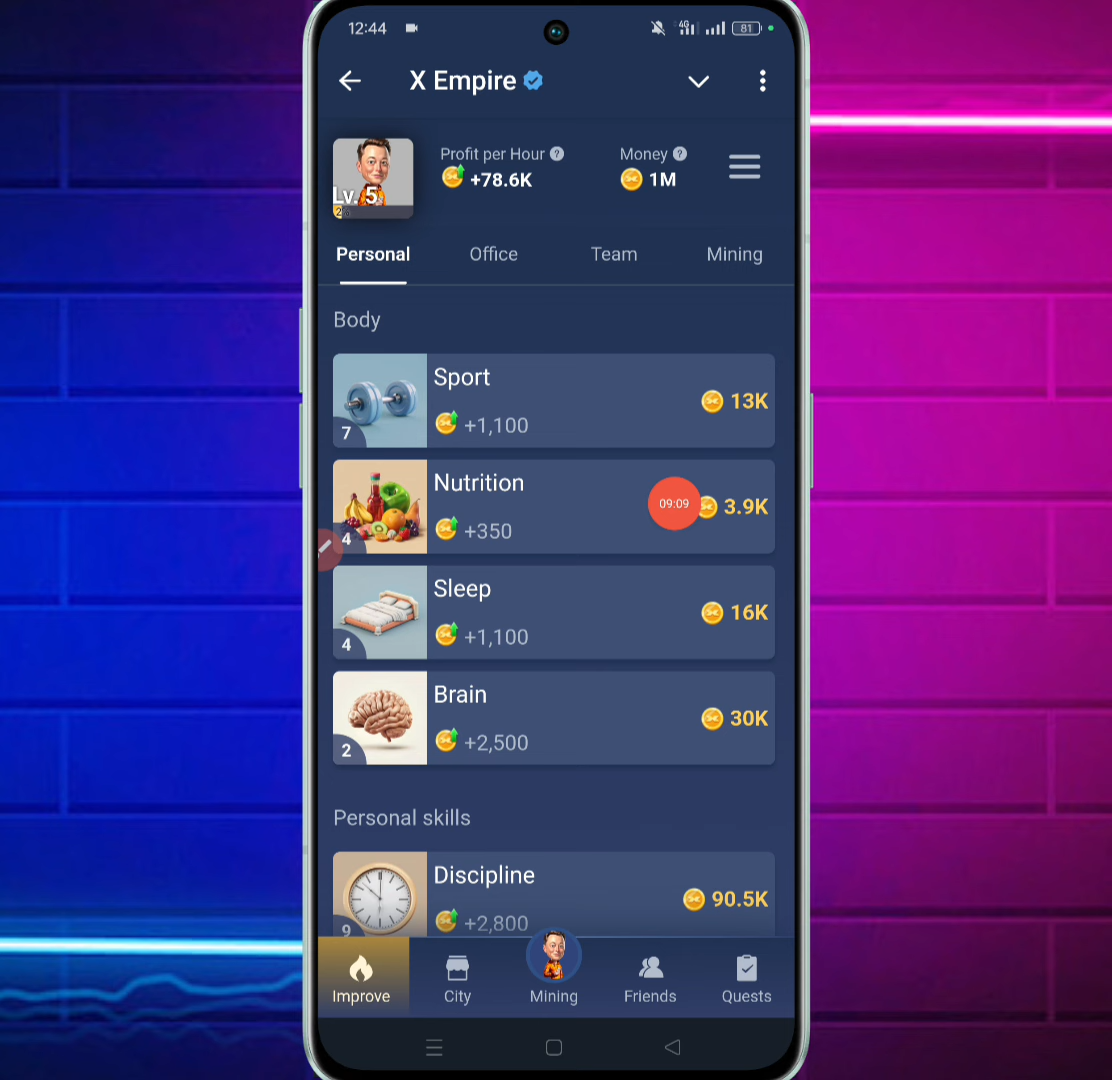 12:44
4G
81
X Empire
Profit per Hour ?
Money ?
+78.6K
1M
Lv. 5
Personal
Office
Team
Mining
Body
Sport
7
+1,100
13K
Nutrition
4
+350
09:09
3.9K
Sleep
4
+1,100
16K
Brain
2
+2,500
30K
Personal skills
Discipline
9
+2,800
90.5K
Improve
City
Mining
Friends
Quests